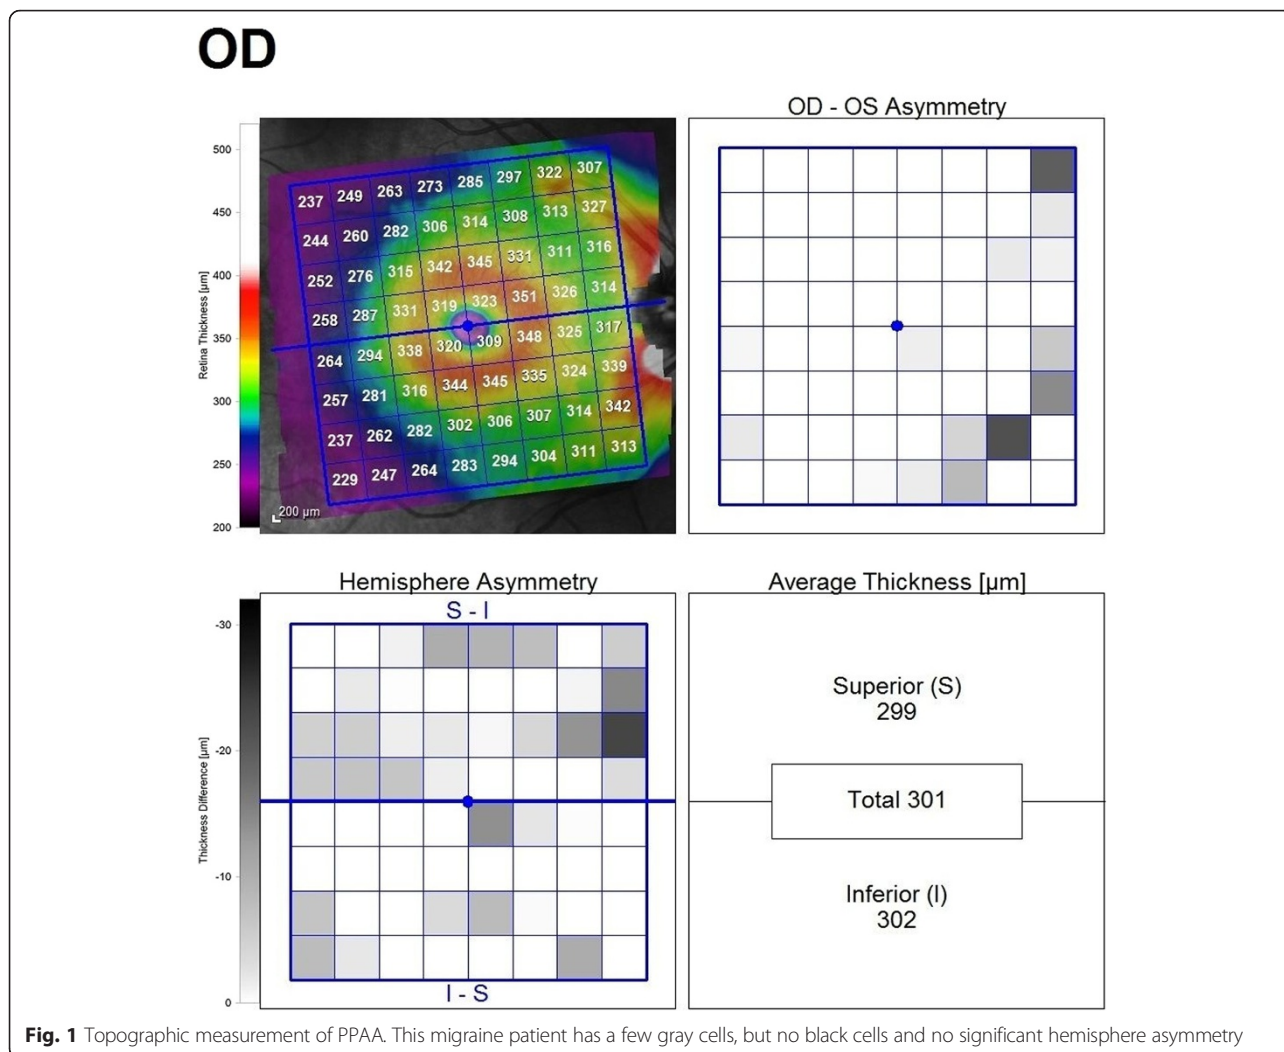 OD
OD - OS Asymmetry
500
450
400
350
300
250
200
Retina Thickness [µm]
237 249 263 273 285 297 322 307
244 260 282 306 314 308 313 327
252 276 315 342 345 331 311 316
258 287 331 319 323 351 326 314
264 294 338 320 309 348 325 317
257 281 316 344 345 335 324 339
237 262 282 302 306 307 314 342
229 247 264 283 294 304 311 313
200 µm
Hemisphere Asymmetry
S - I
-30
-20
-10
0
Thickness Difference [µm]
I - S
Average Thickness [µm]
Superior (S)
299
Total 301
Inferior (I)
302
Fig. 1 Topographic measurement of PPAA. This migraine patient has a few gray cells, but no black cells and no significant hemisphere asymmetry